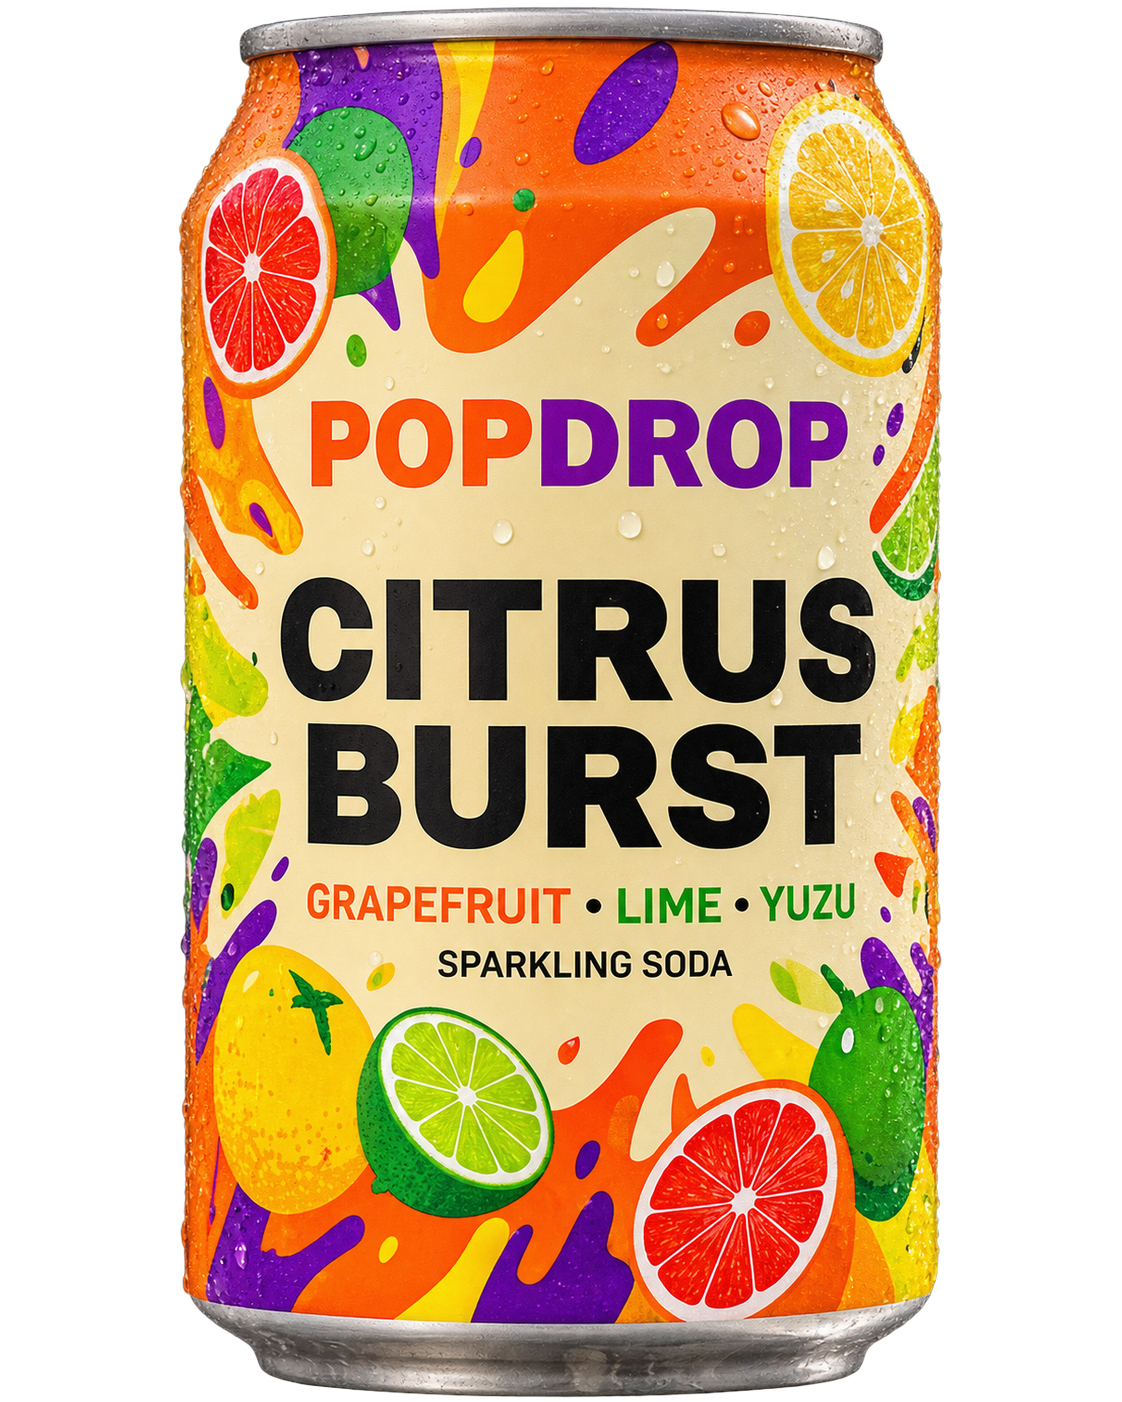 POPDROP
CITRUS
BURST
GRAPEFRUIT • LIME • YUZU
SPARKLING SODA